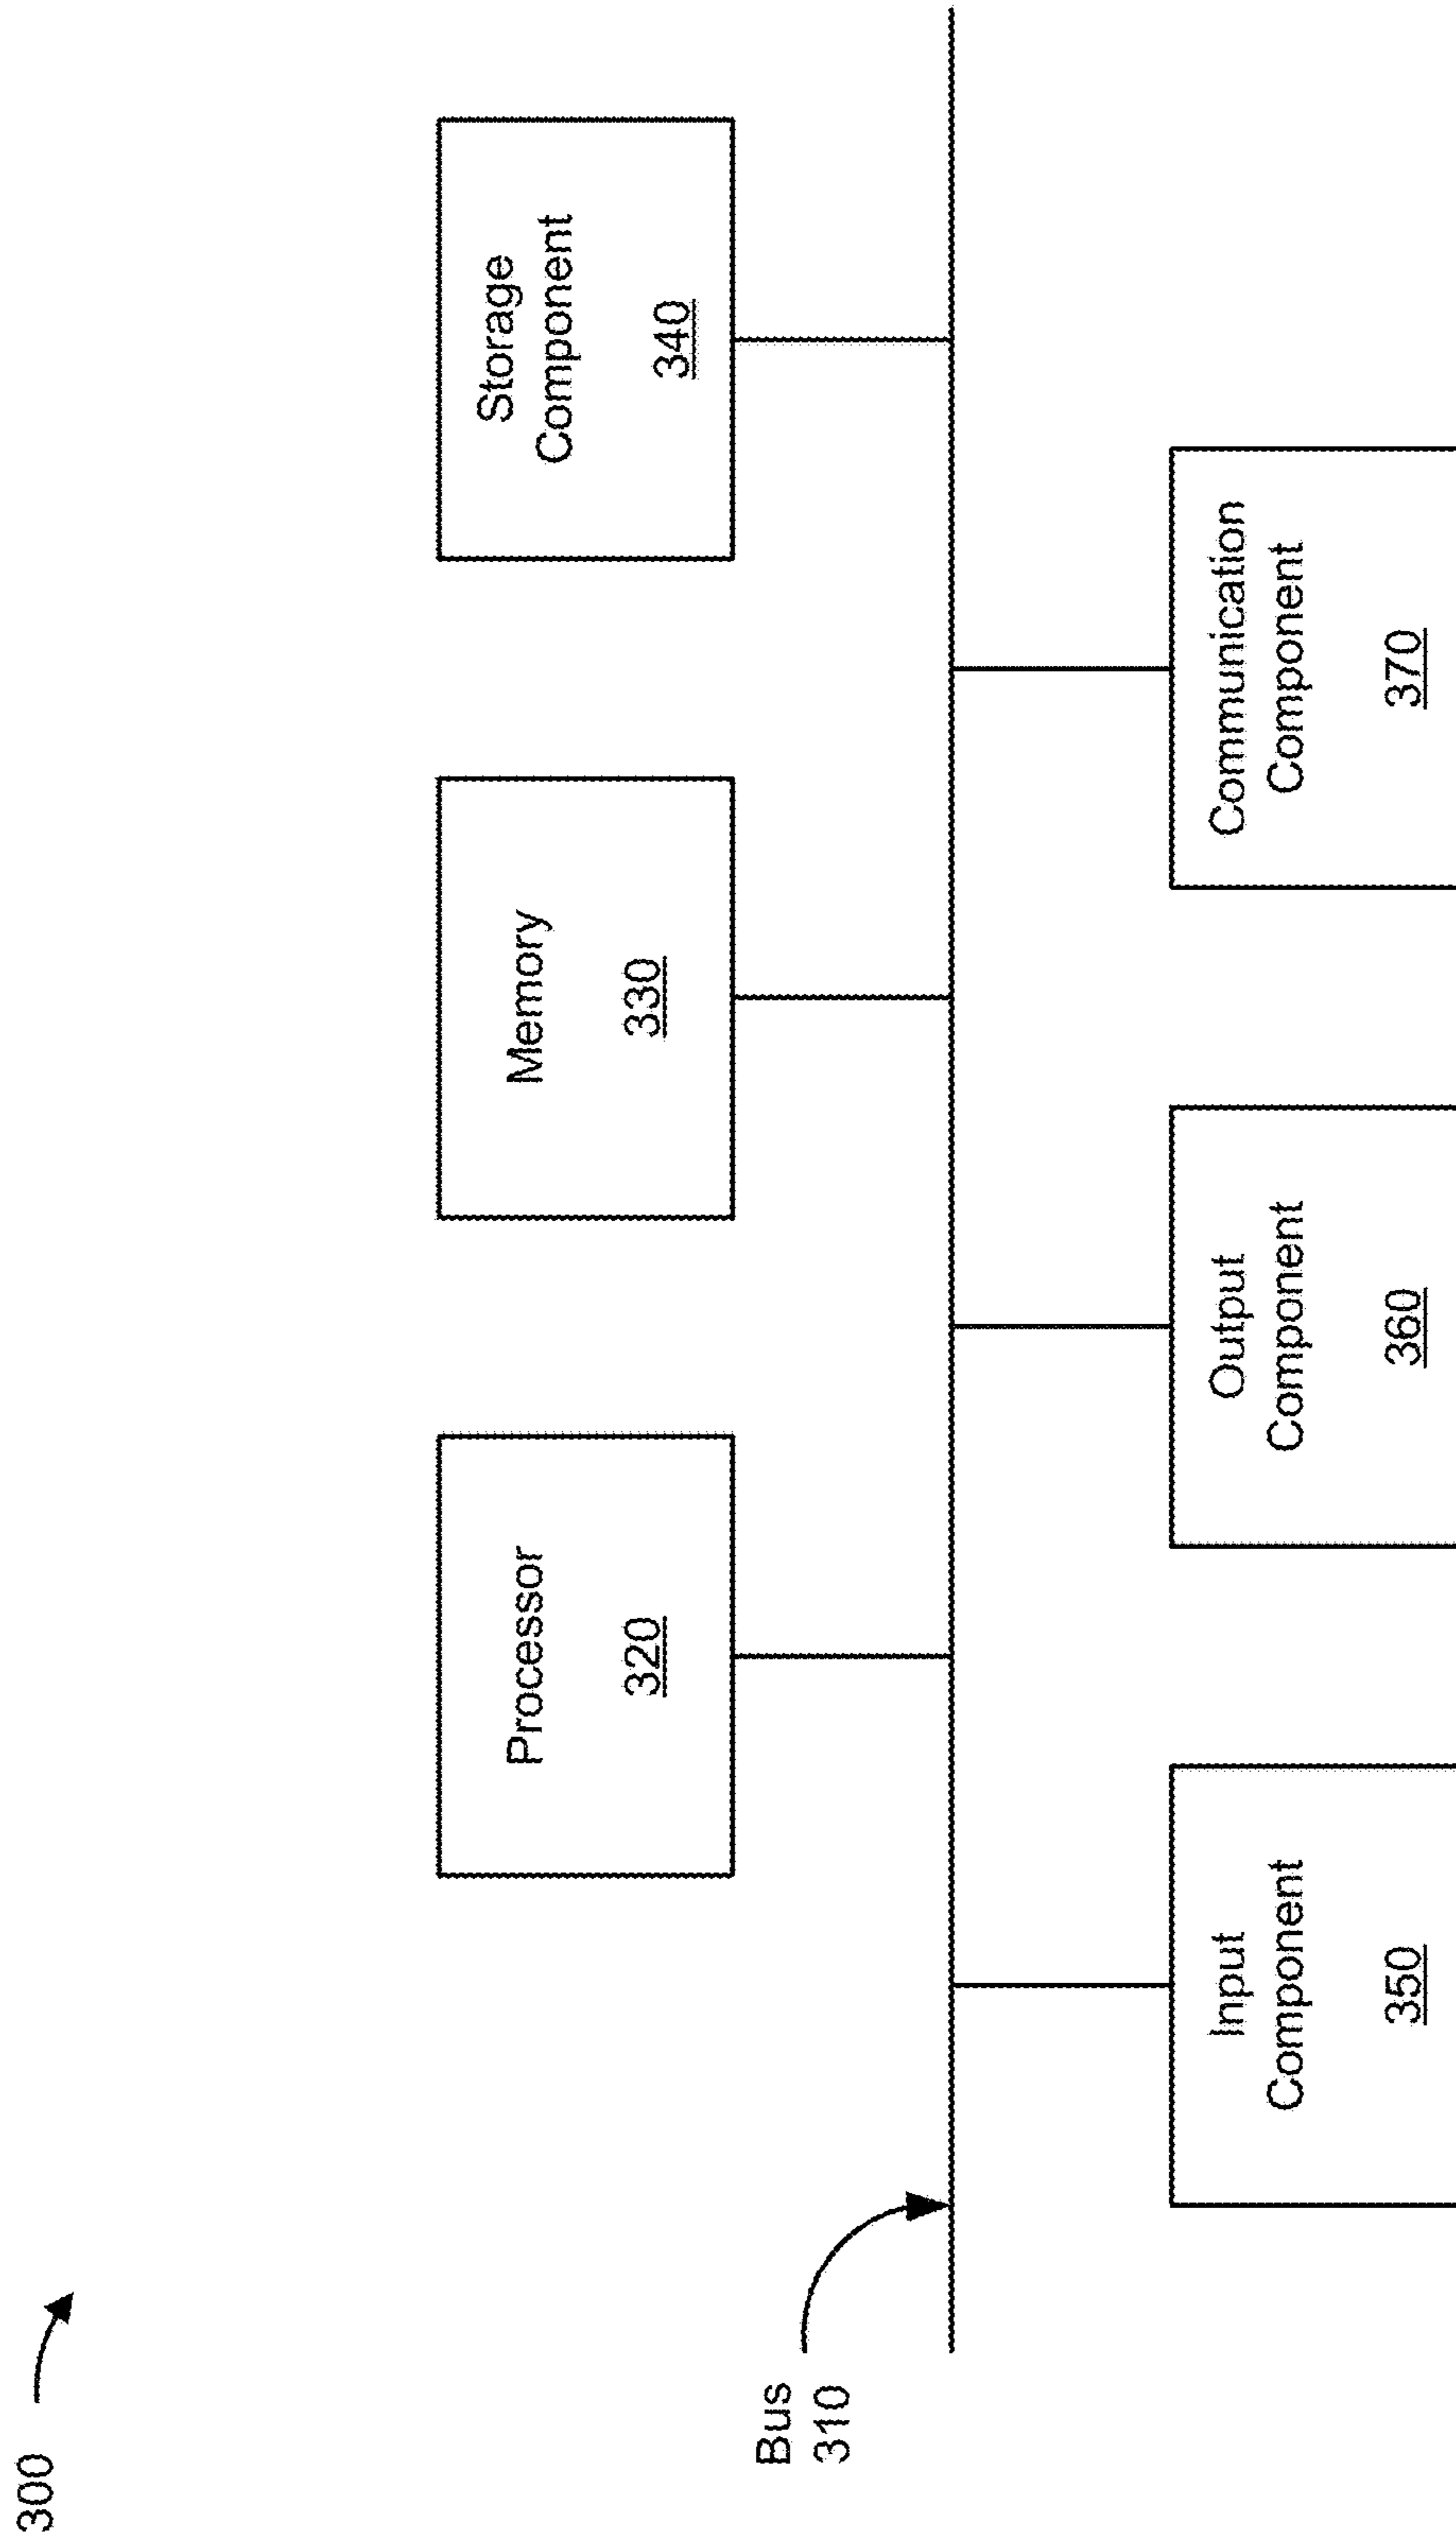 300
Processor
320
Memory
330
Storage
Component
340
Bus
310
Input
Component
350
Output
Component
360
Communication
Component
370